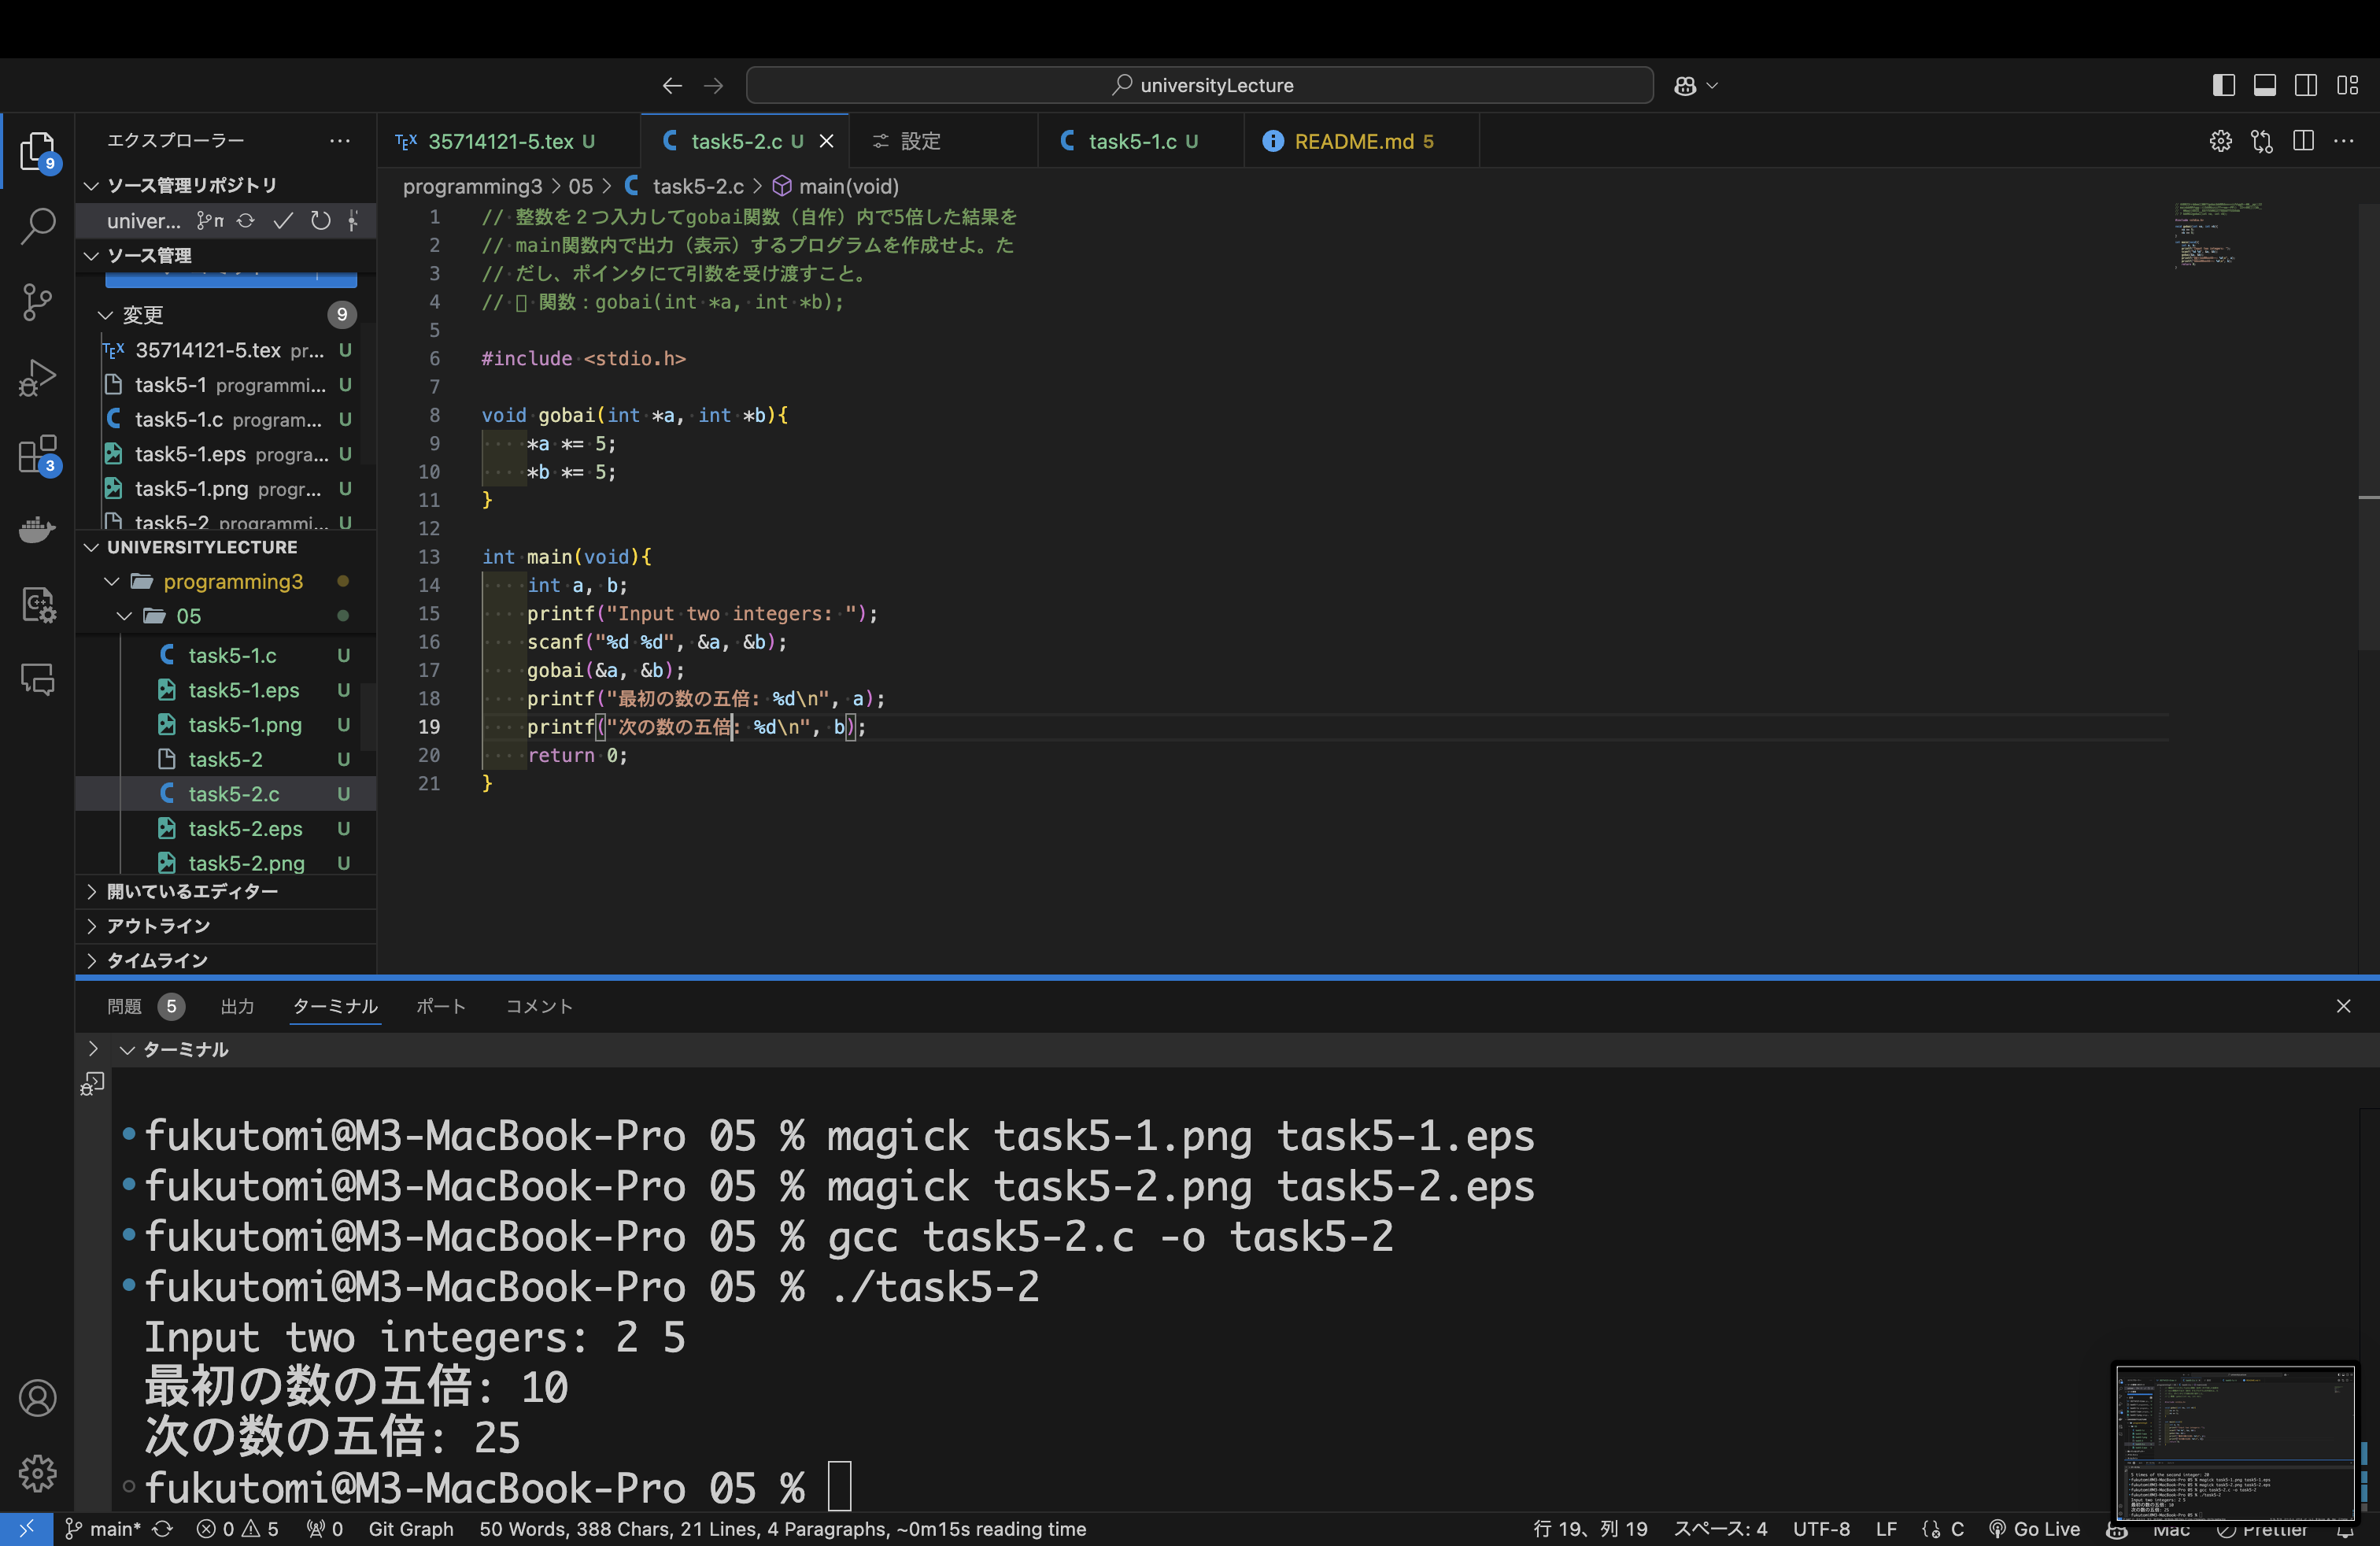 universityLecture
エクスプローラー
ソース管理リポジトリ
univer...
ソース管理
変更 9
35714121-5.tex pr... U
task5-1 programmi... U
task5-1.c program... U
task5-1.eps progra... U
task5-1.png progr... U
task5-2 programmi... U
UNIVERSITYLECTURE
programming3
05
task5-1.c U
task5-1.eps U
task5-1.png U
task5-2 U
task5-2.c U
task5-2.eps U
task5-2.png U
開いているエディター
アウトライン
タイムライン
9
3
35714121-5.tex U
task5-2.c U
設定
task5-1.c U
README.md 5
programming3 > 05 > C task5-2.c > main(void)
1 // 整数を２つ入力してgobai関数（自作）内で5倍した結果を
2 // main関数内で出力（表示）するプログラムを作成せよ。た
3 // だし、ポインタにて引数を受け渡すこと。
4 // 関数：gobai(int *a, int *b);
5
6 #include <stdio.h>
7
8 void gobai(int *a, int *b){
9 *a *= 5;
10 *b *= 5;
11 }
12
13 int main(void){
14 int a, b;
15 printf("Input two integers: ");
16 scanf("%d %d", &a, &b);
17 gobai(&a, &b);
18 printf("最初の数の五倍: %d\n", a);
19 printf("次の数の五倍: %d\n", b);
20 return 0;
21 }
問題 5 出力 ターミナル ポート コメント
ターミナル
fukutomi@M3-MacBook-Pro 05 % magick task5-1.png task5-1.eps
fukutomi@M3-MacBook-Pro 05 % magick task5-2.png task5-2.eps
fukutomi@M3-MacBook-Pro 05 % gcc task5-2.c -o task5-2
fukutomi@M3-MacBook-Pro 05 % ./task5-2
Input two integers: 2 5
最初の数の五倍: 10
次の数の五倍: 25
fukutomi@M3-MacBook-Pro 05 %
main* 0 5 0 Git Graph 50 Words, 388 Chars, 21 Lines, 4 Paragraphs, ~0m15s reading time 行 19、列 19 スペース: 4 UTF-8 LF C Go Live Mac Prettier